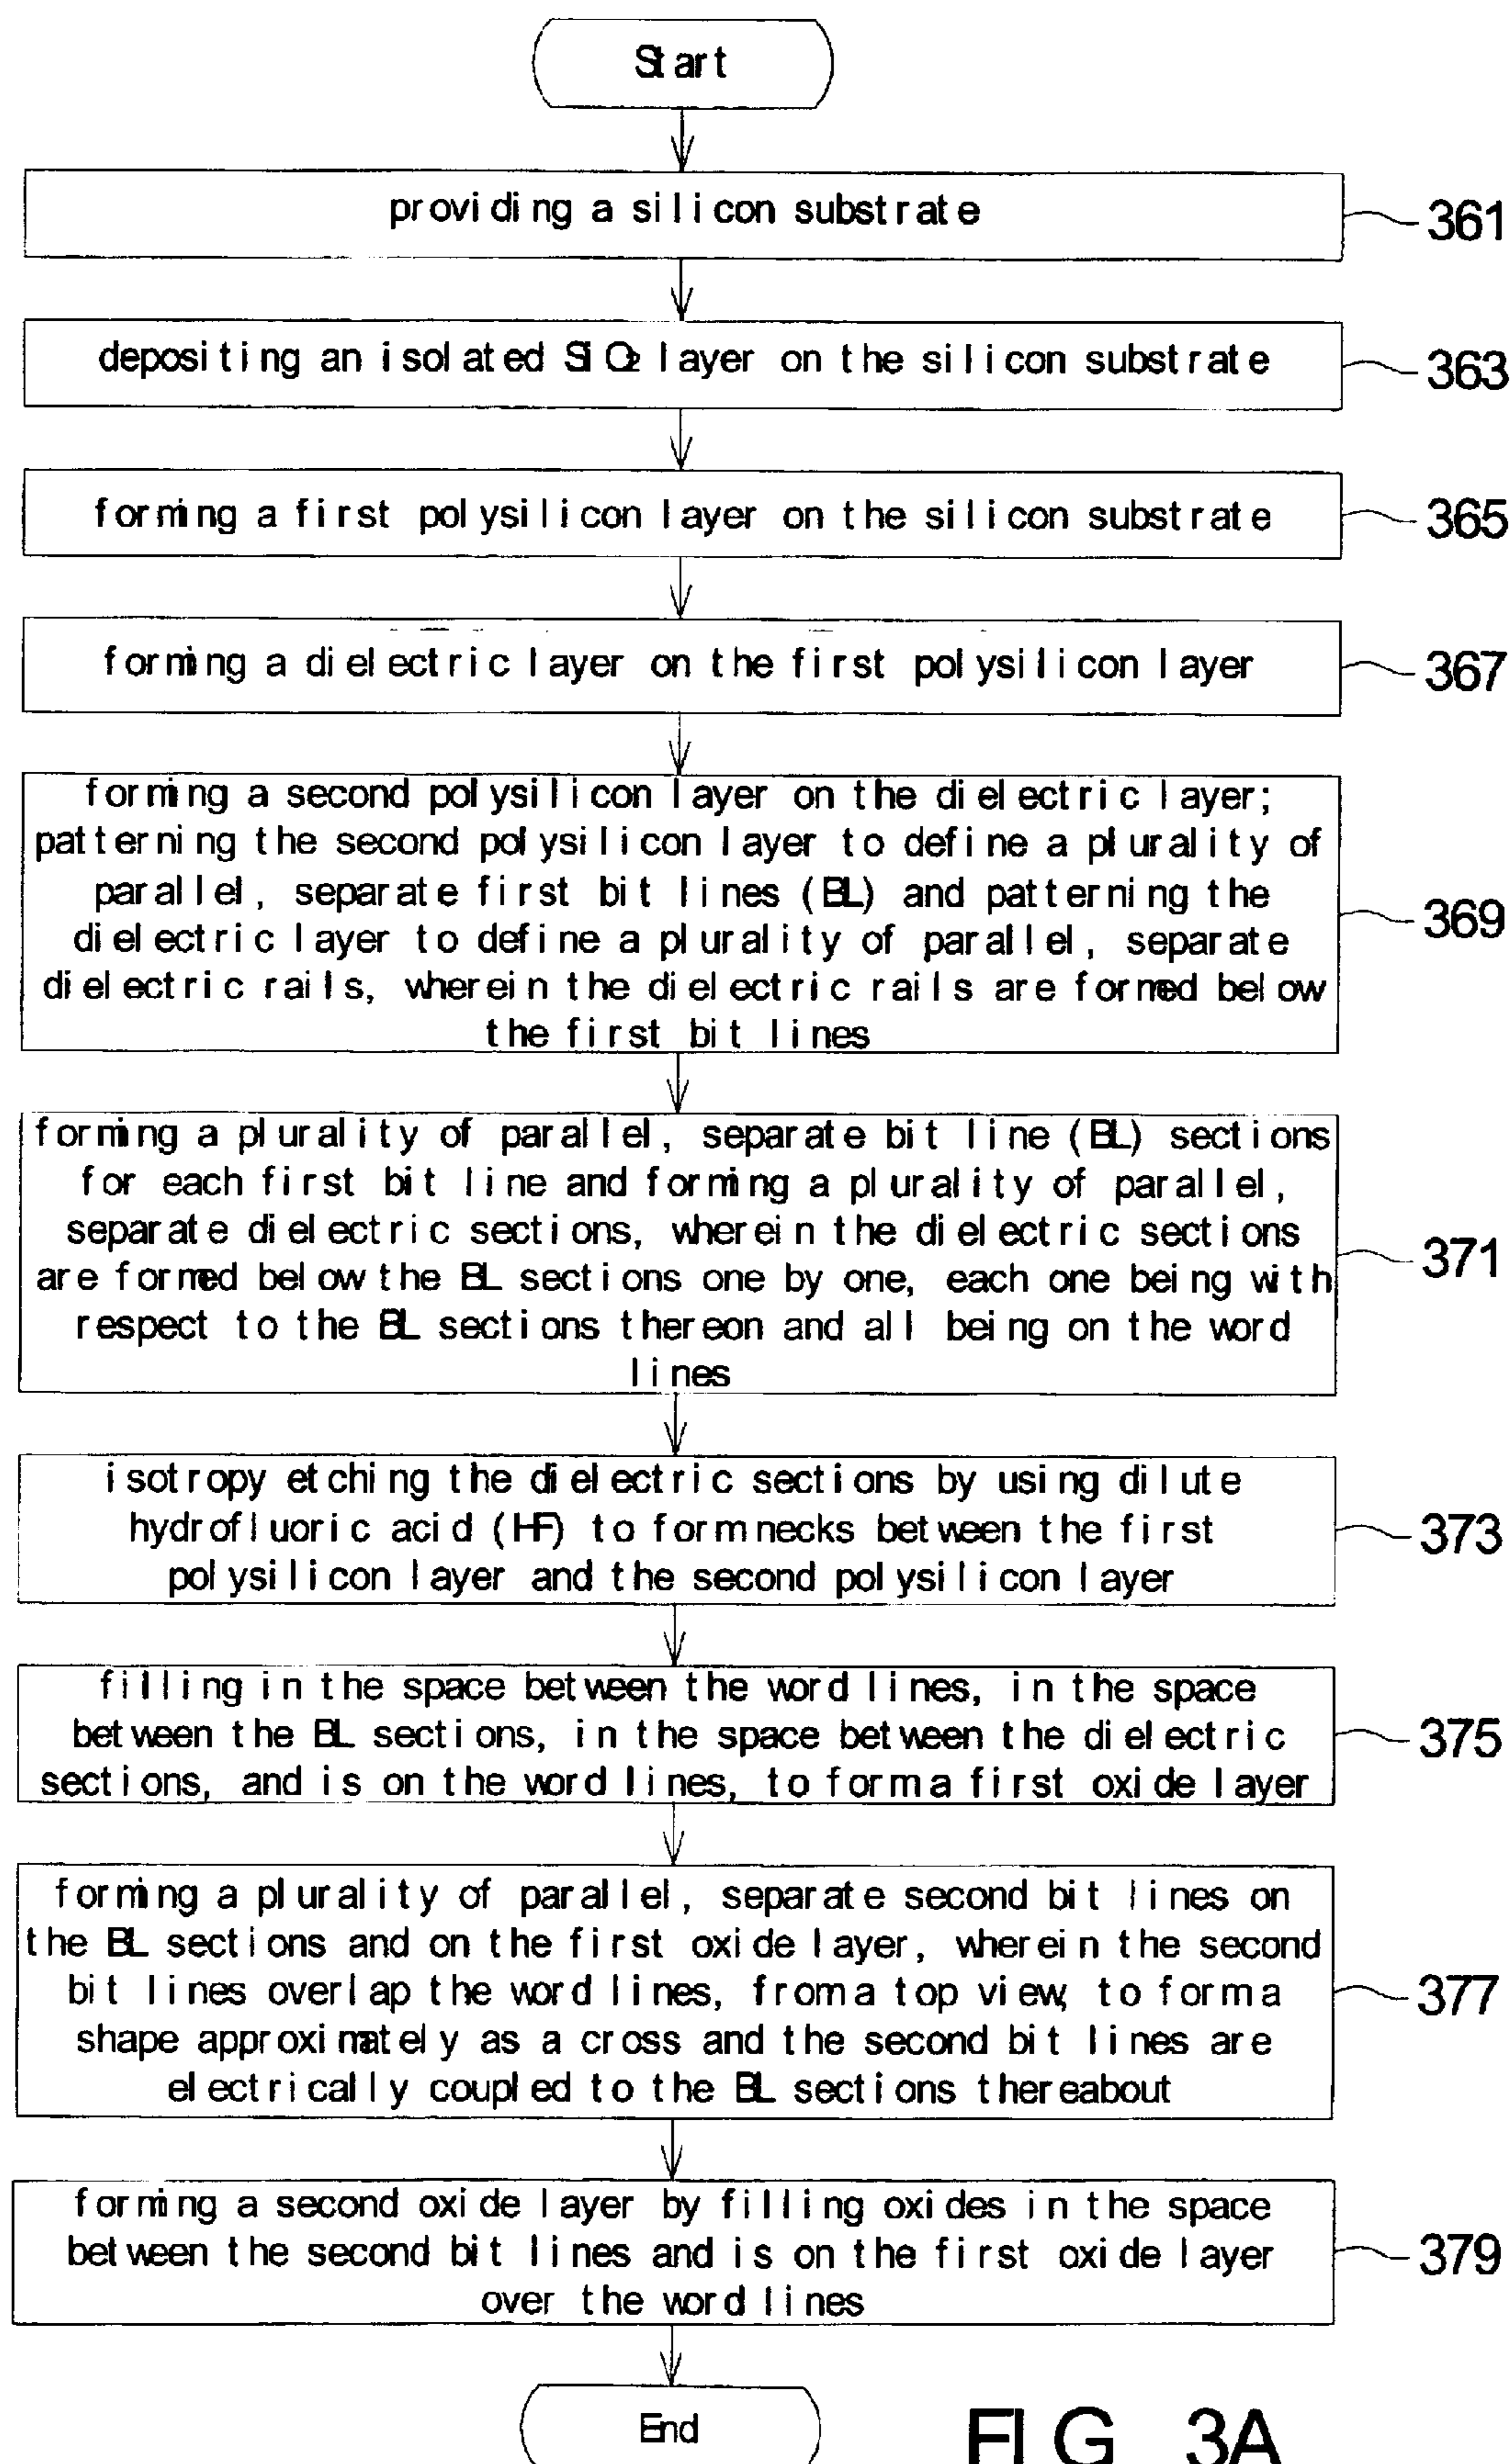 Start
providing a silicon substrate
361
depositing an isolated SiO2 layer on the silicon substrate
363
forming a first polysilicon layer on the silicon substrate
365
forming a dielectric layer on the first polysilicon layer
367
forming a second polysilicon layer on the dielectric layer;
patterning the second polysilicon layer to define a plurality of
parallel, separate first bit lines (BL) and patterning the
dielectric layer to define a plurality of parallel, separate
dielectric rails, wherein the dielectric rails are formed below
the first bit lines
369
forming a plurality of parallel, separate bit line (BL) sections
for each first bit line and forming a plurality of parallel,
separate dielectric sections, wherein the dielectric sections
are formed below the BL sections one by one, each one being with
respect to the BL sections thereon and all being on the word
lines
371
isotropy etching the dielectric sections by using dilute
hydrofluoric acid (HF) to form necks between the first
polysilicon layer and the second polysilicon layer
373
filling in the space between the word lines, in the space
between the BL sections, in the space between the dielectric
sections, and is on the word lines, to form a first oxide layer
375
forming a plurality of parallel, separate second bit lines on
the BL sections and on the first oxide layer, wherein the second
bit lines overlap the word lines, from a top view, to form a
shape approximately as a cross and the second bit lines are
electrically coupled to the BL sections thereabout
377
forming a second oxide layer by filling oxides in the space
between the second bit lines and is on the first oxide layer
over the word lines
379
End
FIG 3A